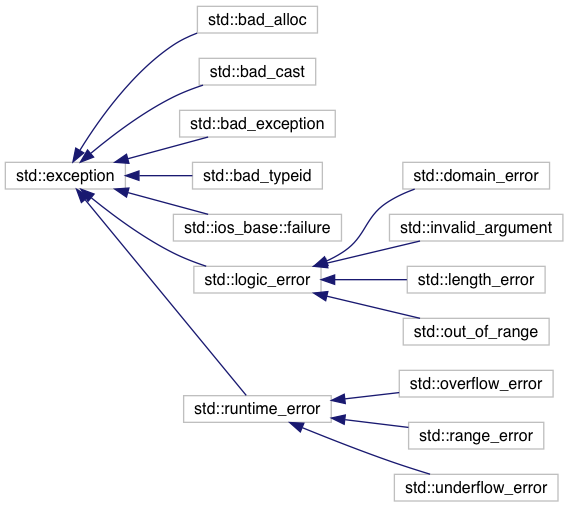 std::bad_alloc
std::bad_cast
std::bad_exception
std::exception
std::bad_typeid
std::domain_error
std::ios_base::failure
std::invalid_argument
std::logic_error
std::length_error
std::out_of_range
std::overflow_error
std::runtime_error
std::range_error
std::underflow_error